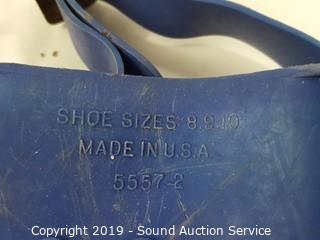 SHOE SIZES 8.9.10
MADE IN U.S.A.
5557-2
Copyright 2019 - Sound Auction Service